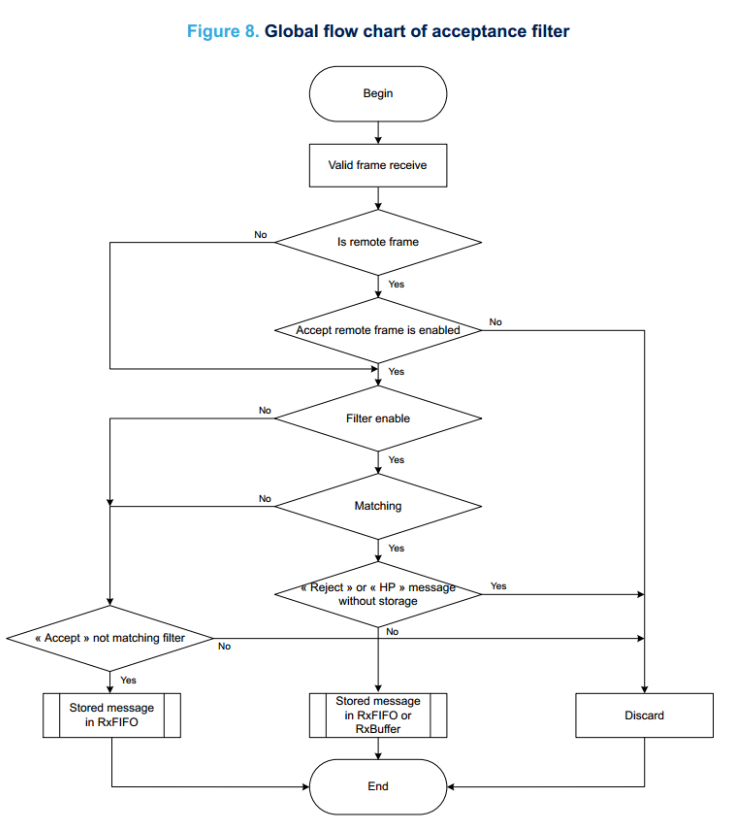 Figure 8. Global flow chart of acceptance filter
Begin
Valid frame receive
No
Is remote frame
Yes
No
Accept remote frame is enabled
Yes
No
Filter enable
Yes
No
Matching
Yes
« Reject » or « HP » message
without storage
Yes
No
« Accept » not matching filter
No
Yes
Stored message
in RxFIFO
Stored message
in RxFIFO or
RxBuffer
Discard
End